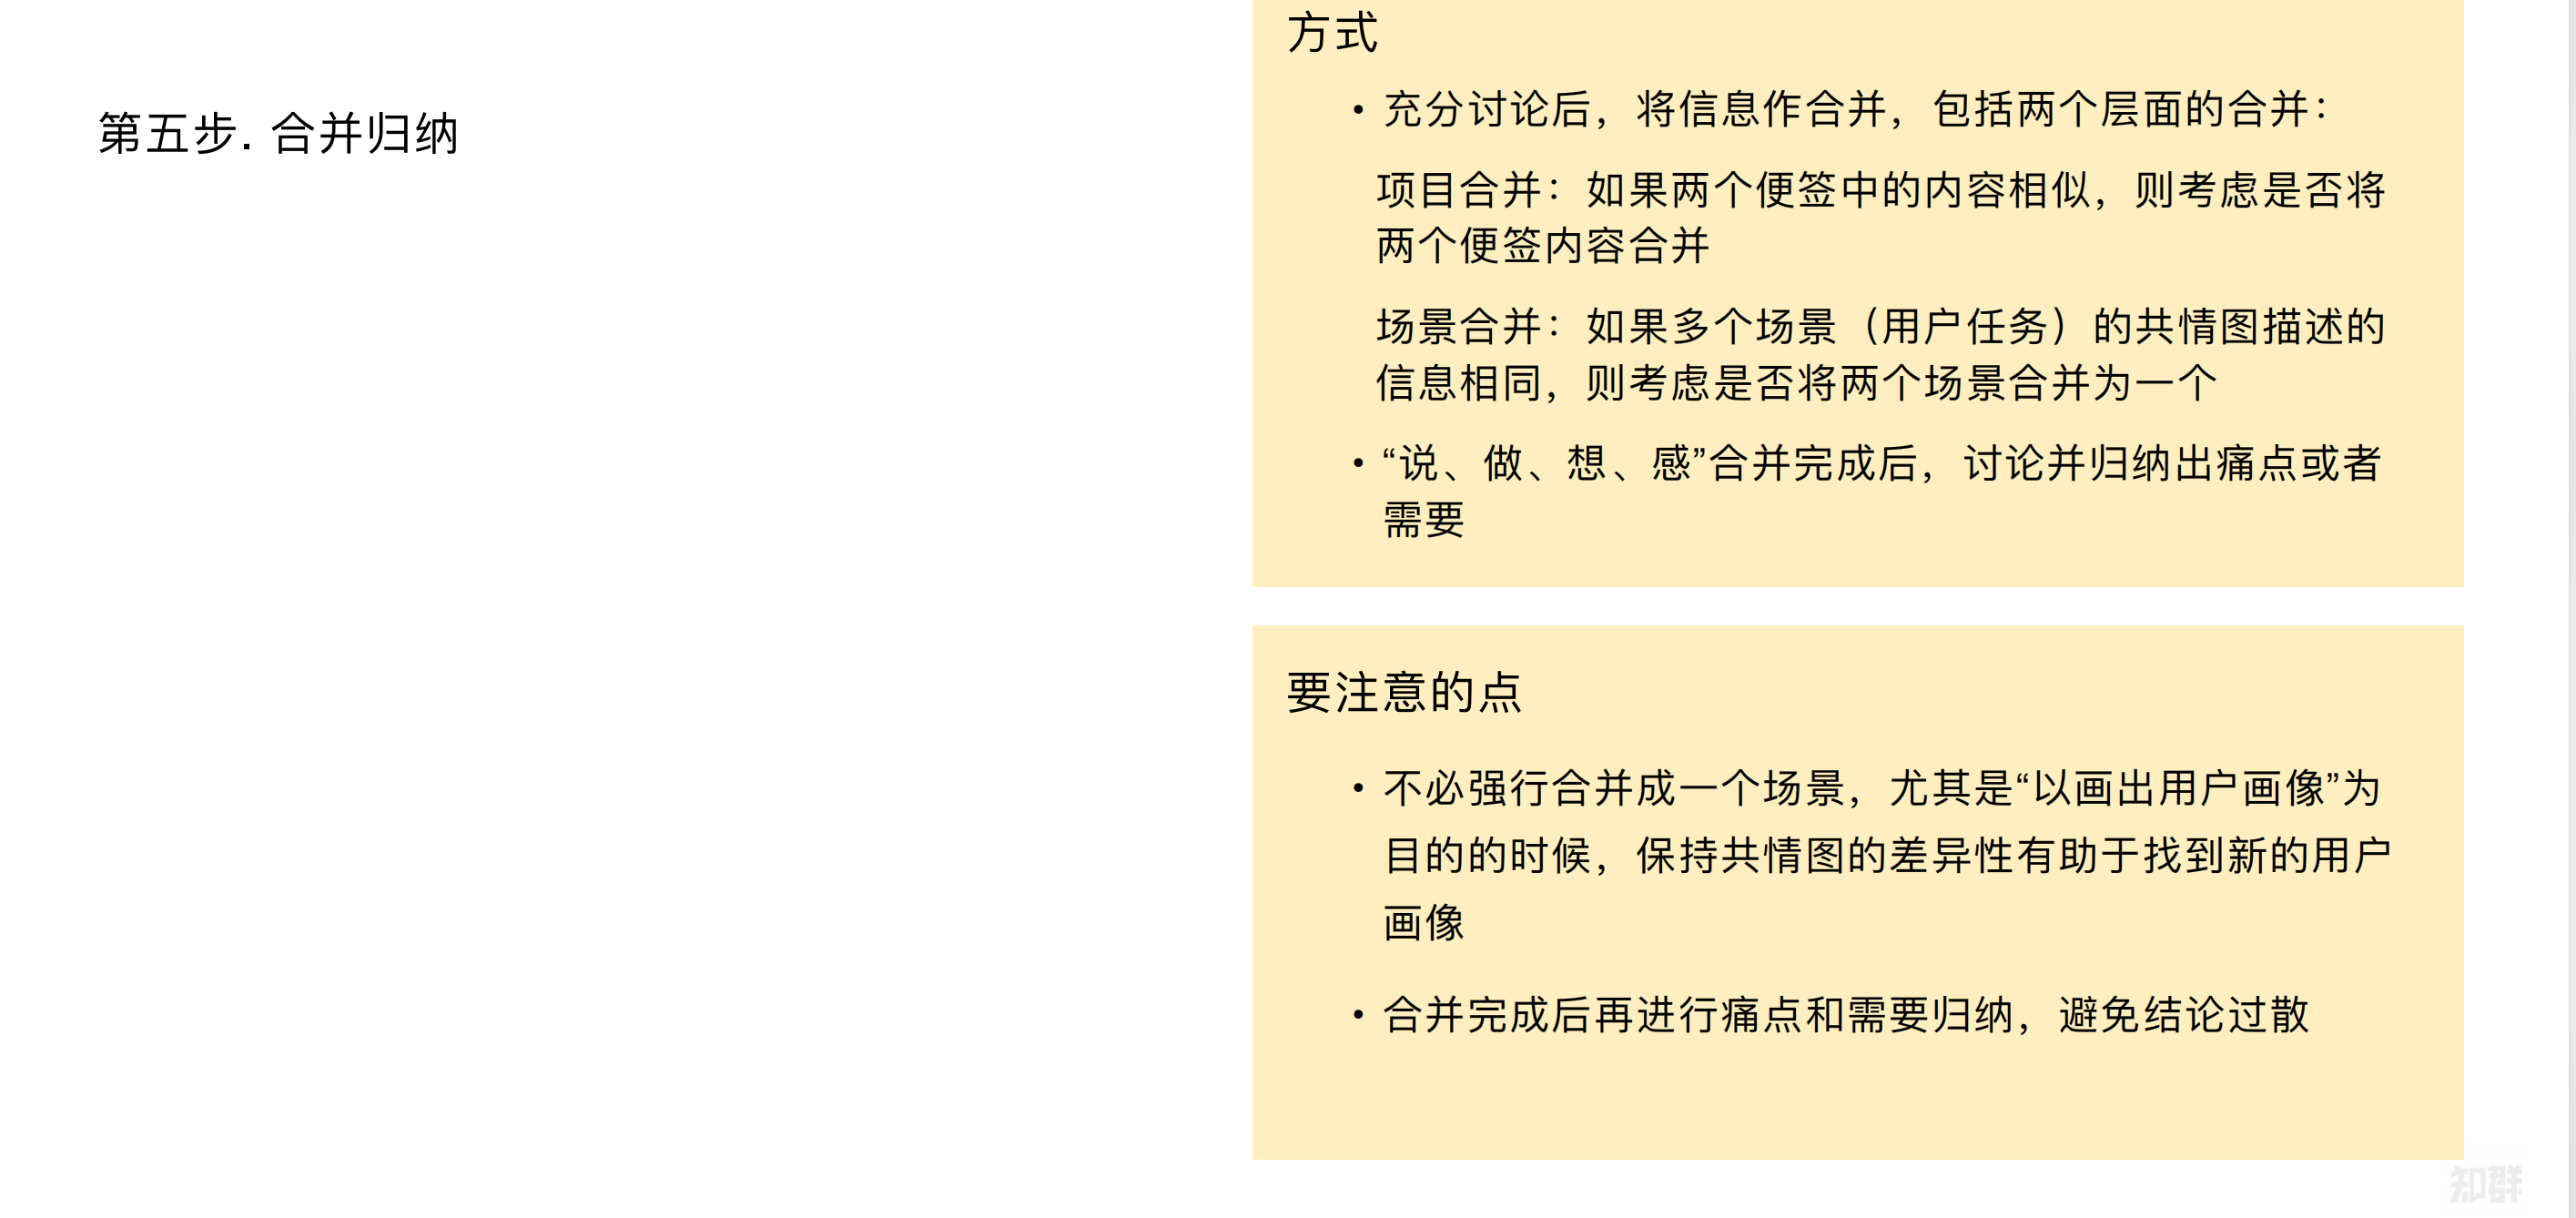 第五步. 合并归纳
方式
• 充分讨论后，将信息作合并，包括两个层面的合并：
项目合并：如果两个便签中的内容相似，则考虑是否将
两个便签内容合并
场景合并：如果多个场景（用户任务）的共情图描述的
信息相同，则考虑是否将两个场景合并为一个
• “说、做、想、感”合并完成后，讨论并归纳出痛点或者
需要
要注意的点
• 不必强行合并成一个场景，尤其是“以画出用户画像”为
目的的时候，保持共情图的差异性有助于找到新的用户
画像
• 合并完成后再进行痛点和需要归纳，避免结论过散
知群